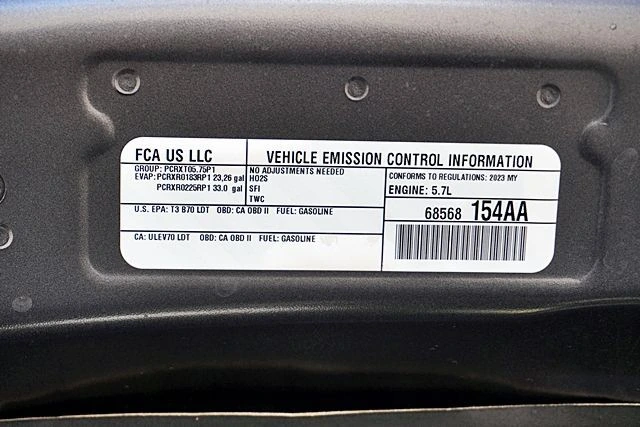 FCA US LLC
VEHICLE EMISSION CONTROL INFORMATION
GROUP: PCRXT05.75P1
EVAP: PCRXR0183RP1 23,26 gal
PCRXR0225RP1 33.0 gal
NO ADJUSTMENTS NEEDED
HO2S
SFI
TWC
CONFORMS TO REGULATIONS: 2023 MY
ENGINE: 5.7L
U.S. EPA: T3 B70 LDT OBD: CA OBD II FUEL: GASOLINE
CA: ULEV70 LDT OBD: CA OBD II FUEL: GASOLINE
68568 154AA